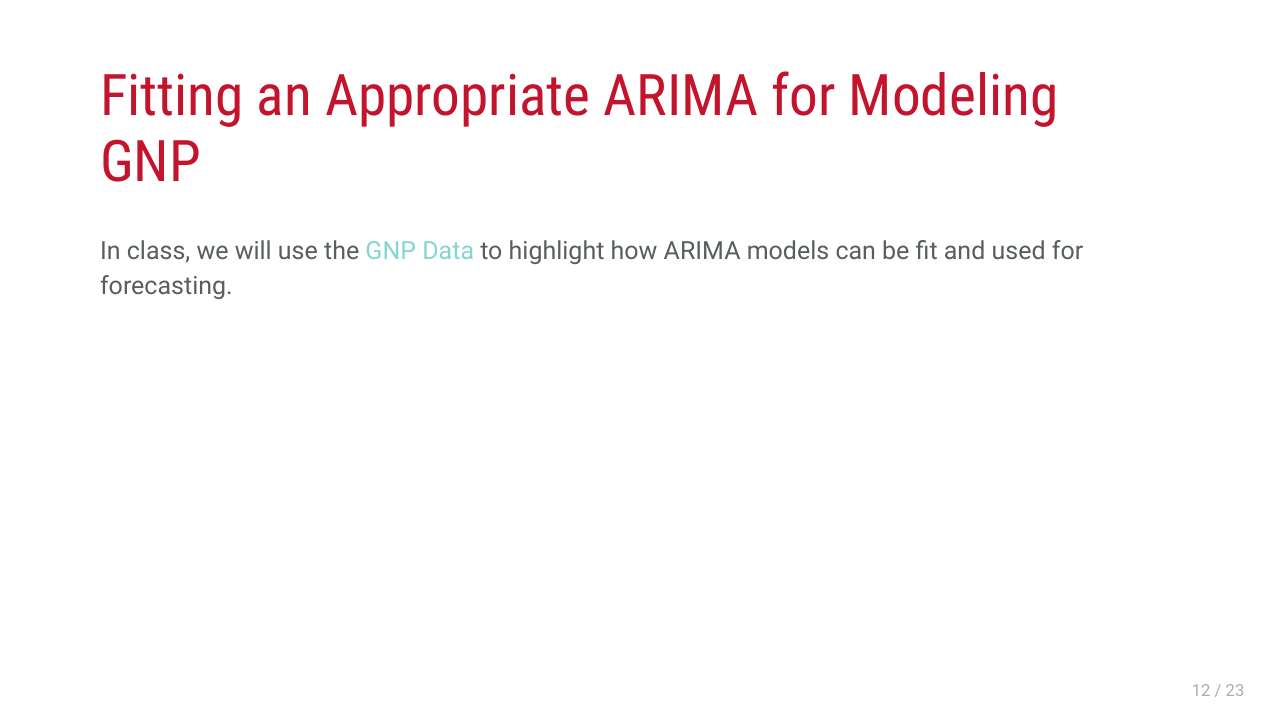 Fitting an Appropriate ARIMA for Modeling
GNP
In class, we will use the GNP Data to highlight how ARIMA models can be fit and used for
forecasting.
12 / 23